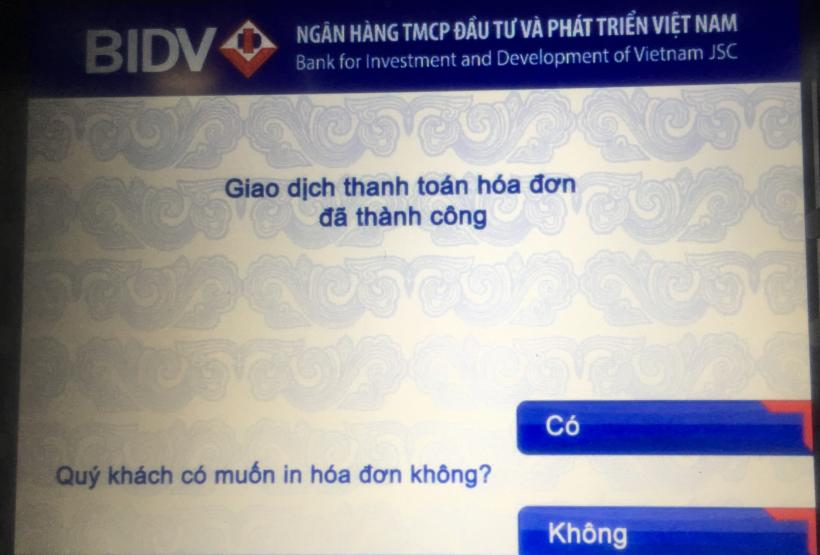 BIDV
NGÂN HÀNG TMCP ĐẦU TƯ VÀ PHÁT TRIỂN VIỆT NAM
Bank for Investment and Development of Vietnam JSC
Giao dịch thanh toán hóa đơn
đã thành công
Có
Quý khách có muốn in hóa đơn không?
Không